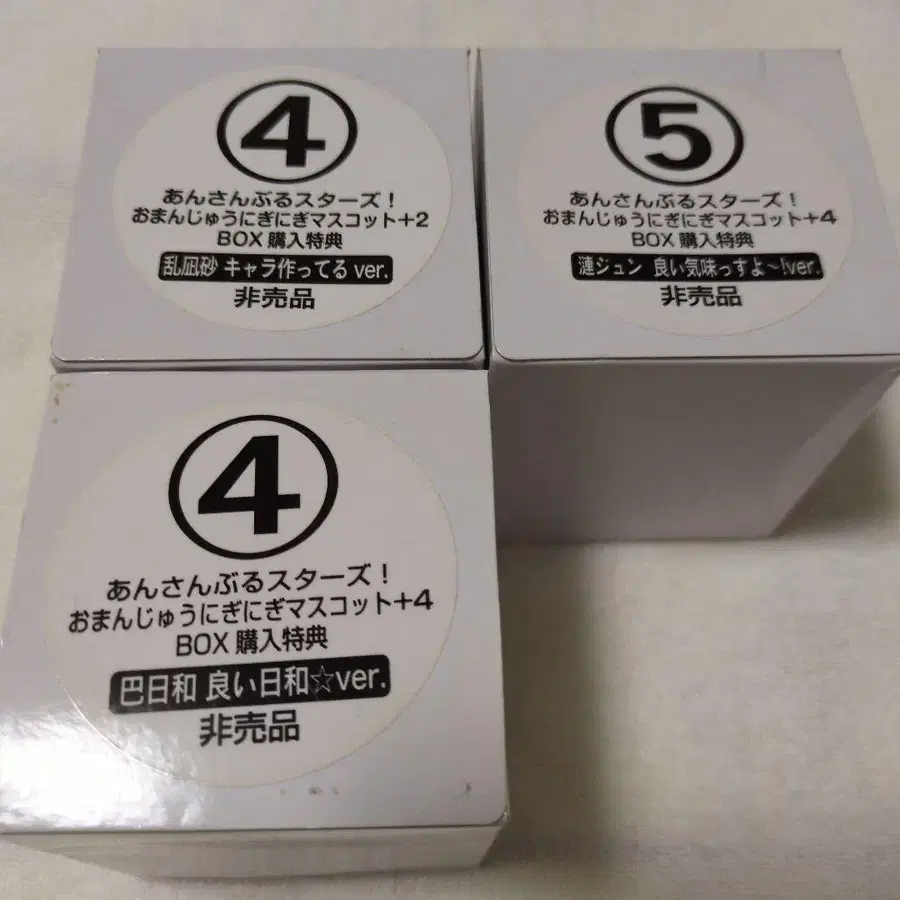 ④
あんさんぶるスターズ!
おまんじゅうにぎにぎマスコット+2
BOX 購入特典
乱凪砂 キャラ作ってる ver.
非売品
⑤
あんさんぶるスターズ!
おまんじゅうにぎにぎマスコット+4
BOX 購入特典
漣ジュン 良い気味っすよ~!ver.
非売品
④
あんさんぶるスターズ!
おまんじゅうにぎにぎマスコット+4
BOX 購入特典
巴日和 良い日和☆ver.
非売品